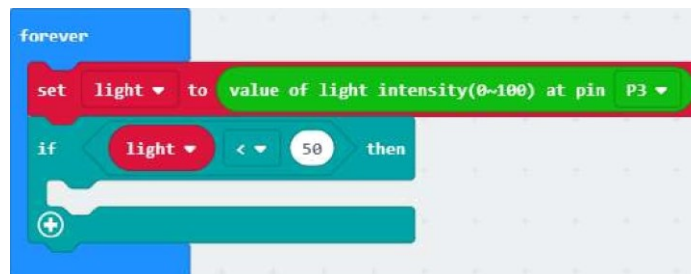 forever
set light to value of light intensity(0~100) at pin P3
if light < 50 then